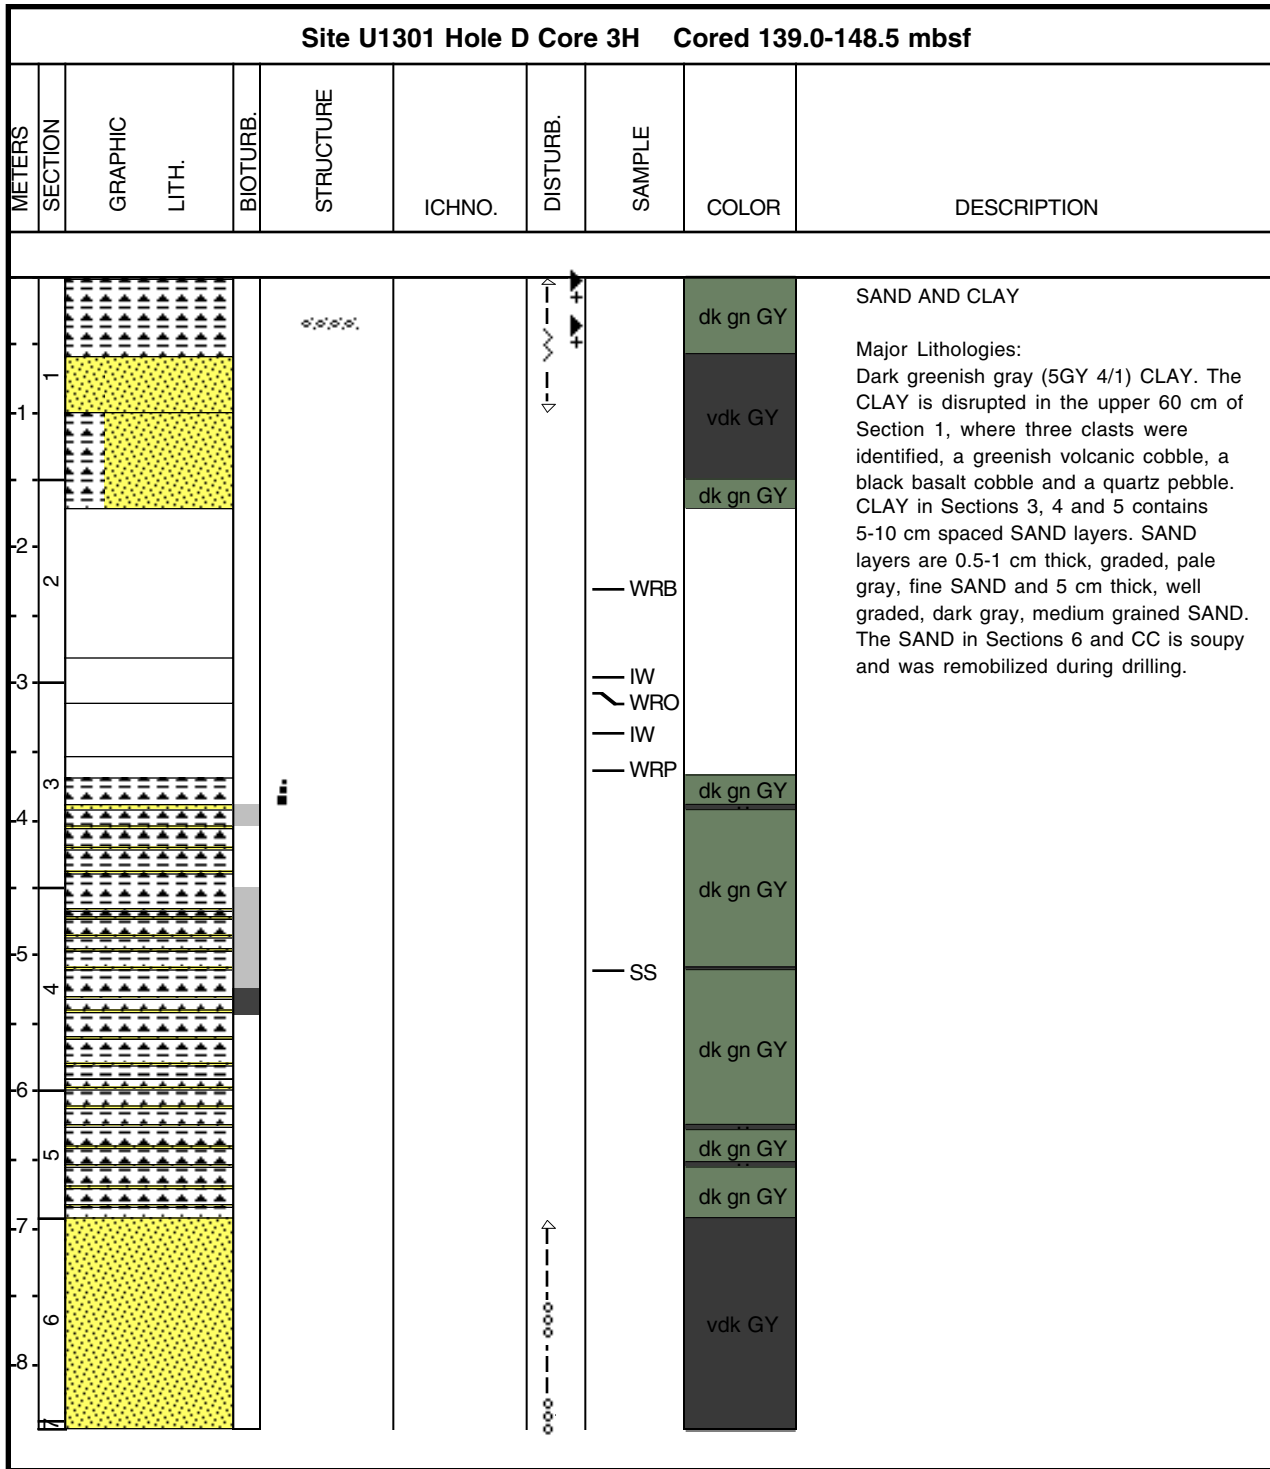 Site U1301 Hole D Core 3H Cored 139.0-148.5 mbsf
METERS
SECTION
GRAPHIC
LITH.
BIOTURB.
STRUCTURE
ICHNO.
DISTURB.
SAMPLE
COLOR
DESCRIPTION
1
2
3
4
5
6
7
8
1
2
3
4
5
6
7
WRB
IW
WRO
IW
WRP
SS
dk gn GY
vdk GY
dk gn GY
dk gn GY
dk gn GY
dk gn GY
dk gn GY
dk gn GY
vdk GY
SAND AND CLAY
Major Lithologies:
Dark greenish gray (5GY 4/1) CLAY. The
CLAY is disrupted in the upper 60 cm of
Section 1, where three clasts were
identified, a greenish volcanic cobble, a
black basalt cobble and a quartz pebble.
CLAY in Sections 3, 4 and 5 contains
5-10 cm spaced SAND layers. SAND
layers are 0.5-1 cm thick, graded, pale
gray, fine SAND and 5 cm thick, well
graded, dark gray, medium grained SAND.
The SAND in Sections 6 and CC is soupy
and was remobilized during drilling.